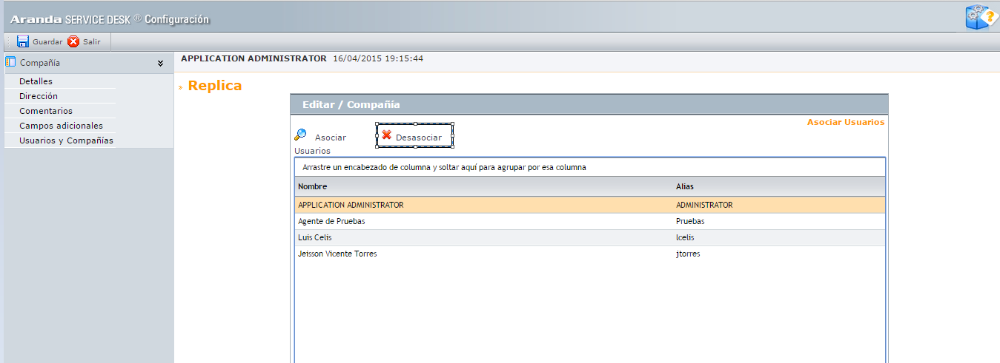 Aranda SERVICE DESK ® Configuración
Guardar Salir
Compañía
Detalles
Dirección
Comentarios
Campos adicionales
Usuarios y Compañías
APPLICATION ADMINISTRATOR 16/04/2015 19:15:44
» Replica
Editar / Compañía
Asociar Usuarios
Asociar Usuarios
Desasociar
Arrastre un encabezado de columna y soltar aquí para agrupar por esa columna
Nombre Alias
APPLICATION ADMINISTRATOR ADMINISTRATOR
Agente de Pruebas Pruebas
Luis Celis lcelis
Jeisson Vicente Torres jtorres